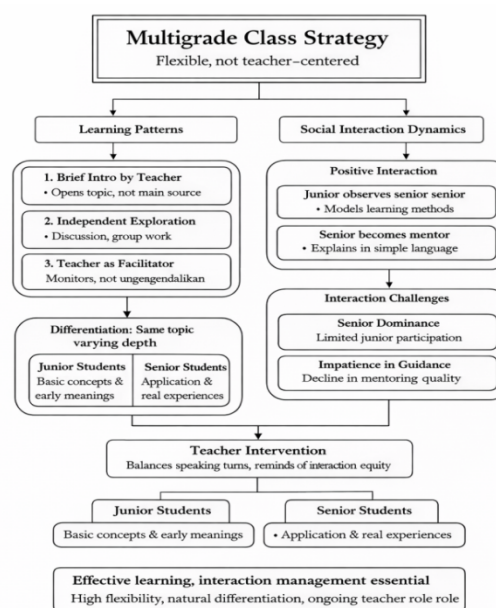 Multigrade Class Strategy
Flexible, not teacher-centered
Learning Patterns
1. Brief Intro by Teacher
• Opens topic, not main source
2. Independent Exploration
• Discussion, group work
3. Teacher as Facilitator
Monitors, not ungengendalikan
Differentiation: Same topic
varying depth
Junior Students
Basic concepts &
early meanings
Senior Students
Application &
real experiences
Social Interaction Dynamics
Positive Interaction
Junior observes senior senior
• Models learning methods
Senior becomes mentor
• Explains in simple language
Interaction Challenges
Senior Dominance
Limited junior participation
Impatience in Guidance
Decline in mentoring quality
Teacher Intervention
Balances speaking turns, reminds of interaction equity
Junior Students
Basic concepts & early meanings
Senior Students
• Application & real experiences
Effective learning, interaction management essential
High flexibility, natural differentiation, ongoing teacher role role